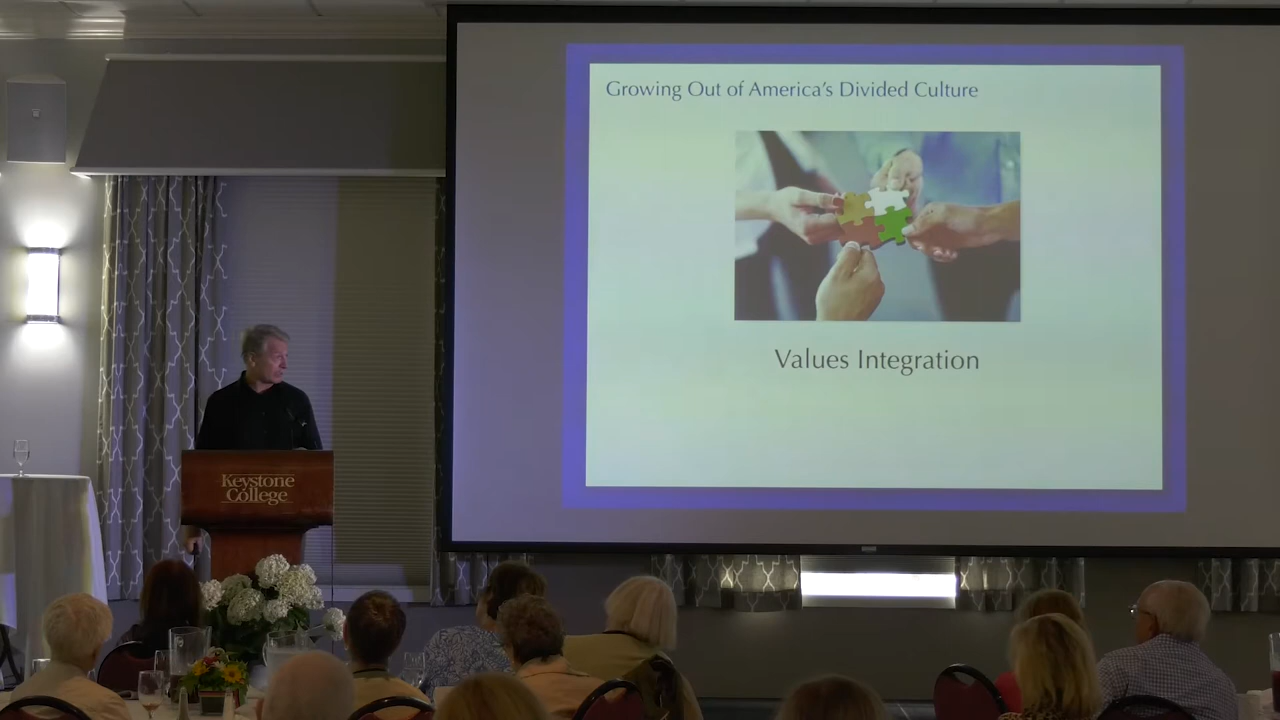 Growing Out of America's Divided Culture
Values Integration
Keystone
College